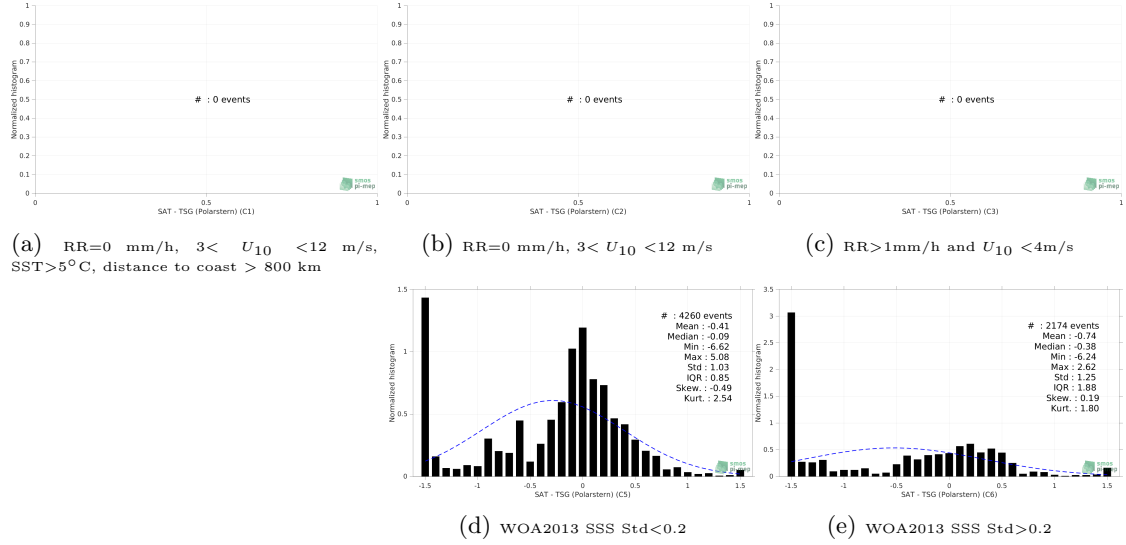 1
0.9
0.8
0.7
0.6
0.5
0.4
0.3
0.2
0.1
0
Normalized histogram
# : 0 events
smos
pi-mep
0 0.5 1
SAT - TSG (Polarstern) (C1)
(a) RR=0 mm/h, 3< U10 <12 m/s,
SST>5°C, distance to coast > 800 km
1
0.9
0.8
0.7
0.6
0.5
0.4
0.3
0.2
0.1
0
Normalized histogram
# : 0 events
smos
pi-mep
0 0.5 1
SAT - TSG (Polarstern) (C2)
(b) RR=0 mm/h, 3< U10 <12 m/s
1
0.9
0.8
0.7
0.6
0.5
0.4
0.3
0.2
0.1
0
Normalized histogram
# : 0 events
smos
pi-mep
0 0.5 1
SAT - TSG (Polarstern) (C3)
(c) RR>1mm/h and U10 <4m/s
1.5
1
0.5
0
Normalized histogram
# : 4260 events
Mean : -0.41
Median : -0.09
Min : -6.62
Max : 5.08
Std : 1.03
IQR : 0.85
Skew. : -0.49
Kurt. : 2.54
smos
pi-mep
-1.5 -1 -0.5 0 0.5 1 1.5
SAT - TSG (Polarstern) (C5)
(d) WOA2013 SSS Std<0.2
3.5
3
2.5
2
1.5
1
0.5
0
Normalized histogram
# : 2174 events
Mean : -0.74
Median : -0.38
Min : -6.24
Max : 2.62
Std : 1.25
IQR : 1.88
Skew. : 0.19
Kurt. : 1.80
smos
pi-mep
-1.5 -1 -0.5 0 0.5 1 1.5
SAT - TSG (Polarstern) (C6)
(e) WOA2013 SSS Std>0.2